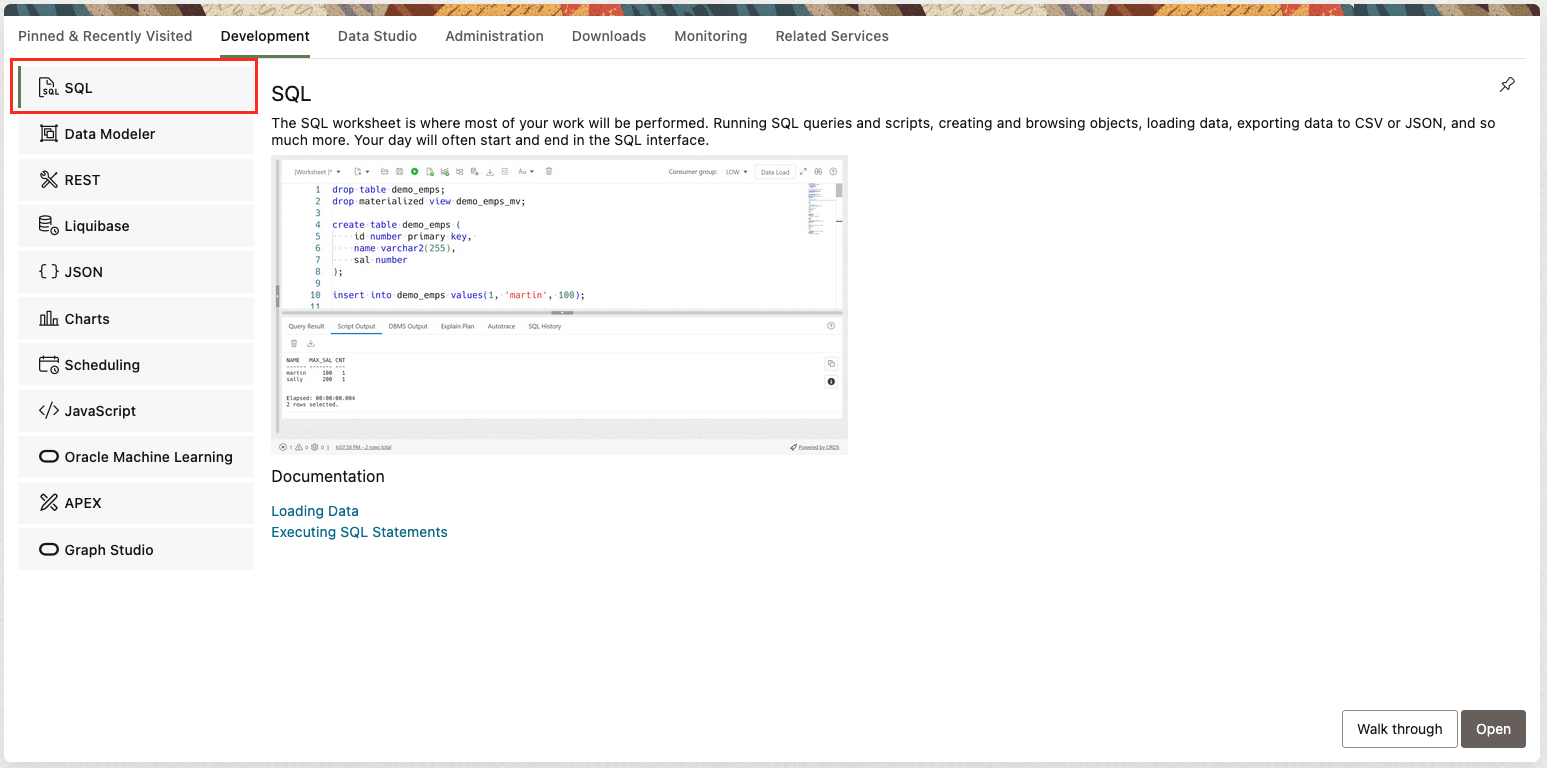 Pinned & Recently Visited Development Data Studio Administration Downloads Monitoring Related Services
SQL
Data Modeler
REST
Liquibase
JSON
Charts
Scheduling
JavaScript
Oracle Machine Learning
APEX
Graph Studio
SQL
The SQL worksheet is where most of your work will be performed. Running SQL queries and scripts, creating and browsing objects, loading data, exporting data to CSV or JSON, and so
much more. Your day will often start and end in the SQL interface.
[Worksheet]* Aa Consumer group: LOW Data Load
1 drop table demo_emps;
2 drop materialized view demo_emps_mv;
3
4 create table demo_emps (
5 id number primary key,
6 name varchar2(255),
7 sal number
8 );
9
10 insert into demo_emps values(1, 'martin', 100);
11
Query Result Script Output DBMS Output Explain Plan Autotrace SQL History
NAME MAX_SAL CNT
------ ------- ---
martin 100 1
sally 200 1
Elapsed: 00:00:00.004
2 rows selected.
1 0 0 | 6:07:38 PM - 2 rows total Powered by ORDS
Documentation
Loading Data
Executing SQL Statements
Walk through Open